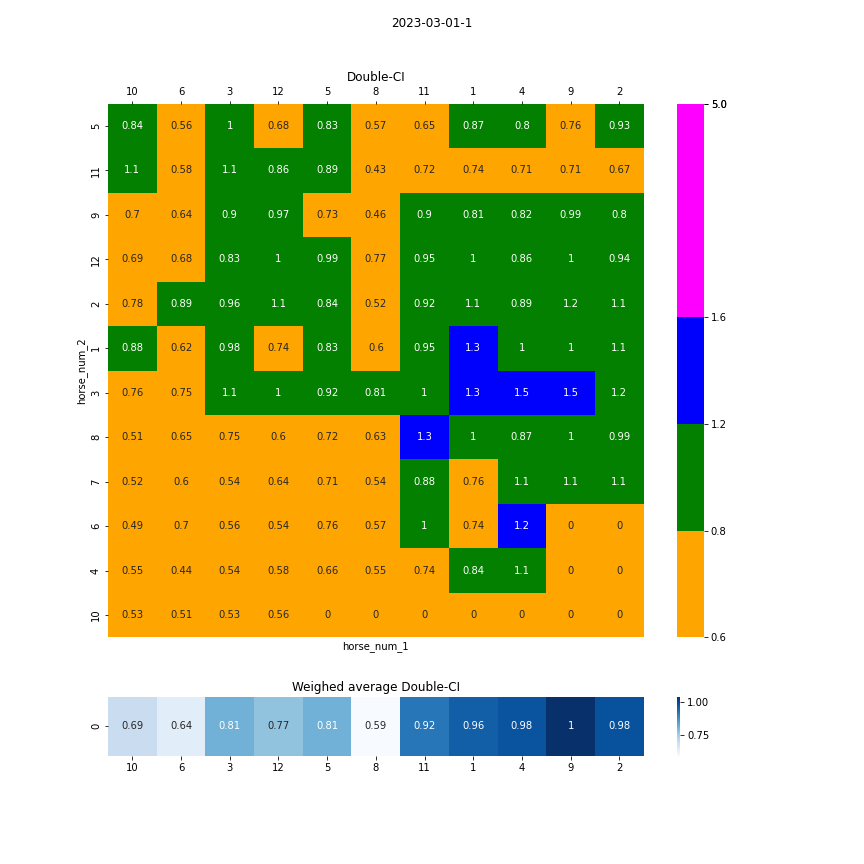 2023-03-01-1
Double-CI
10 6 3 12 5 8 11 1 4 9 2
5 0.84 0.56 1 0.68 0.83 0.57 0.65 0.87 0.8 0.76 0.93
11 1.1 0.58 1.1 0.86 0.89 0.43 0.72 0.74 0.71 0.71 0.67
9 0.7 0.64 0.9 0.97 0.73 0.46 0.9 0.81 0.82 0.99 0.8
12 0.69 0.68 0.83 1 0.99 0.77 0.95 1 0.86 1 0.94
2 0.78 0.89 0.96 1.1 0.84 0.52 0.92 1.1 0.89 1.2 1.1
1 0.88 0.62 0.98 0.74 0.83 0.6 0.95 1.3 1 1 1.1
3 0.76 0.75 1.1 1 0.92 0.81 1 1.3 1.5 1.5 1.2
8 0.51 0.65 0.75 0.6 0.72 0.63 1.3 1 0.87 1 0.99
7 0.52 0.6 0.54 0.64 0.71 0.54 0.88 0.76 1.1 1.1 1.1
6 0.49 0.7 0.56 0.54 0.76 0.57 1 0.74 1.2 0 0
4 0.55 0.44 0.54 0.58 0.66 0.55 0.74 0.84 1.1 0 0
10 0.53 0.51 0.53 0.56 0 0 0 0 0 0 0
horse_num_2
horse_num_1
5.0
1.6
1.2
0.8
0.6
Weighed average Double-CI
0 0.69 0.64 0.81 0.77 0.81 0.59 0.92 0.96 0.98 1 0.98
10 6 3 12 5 8 11 1 4 9 2
1.00
0.75